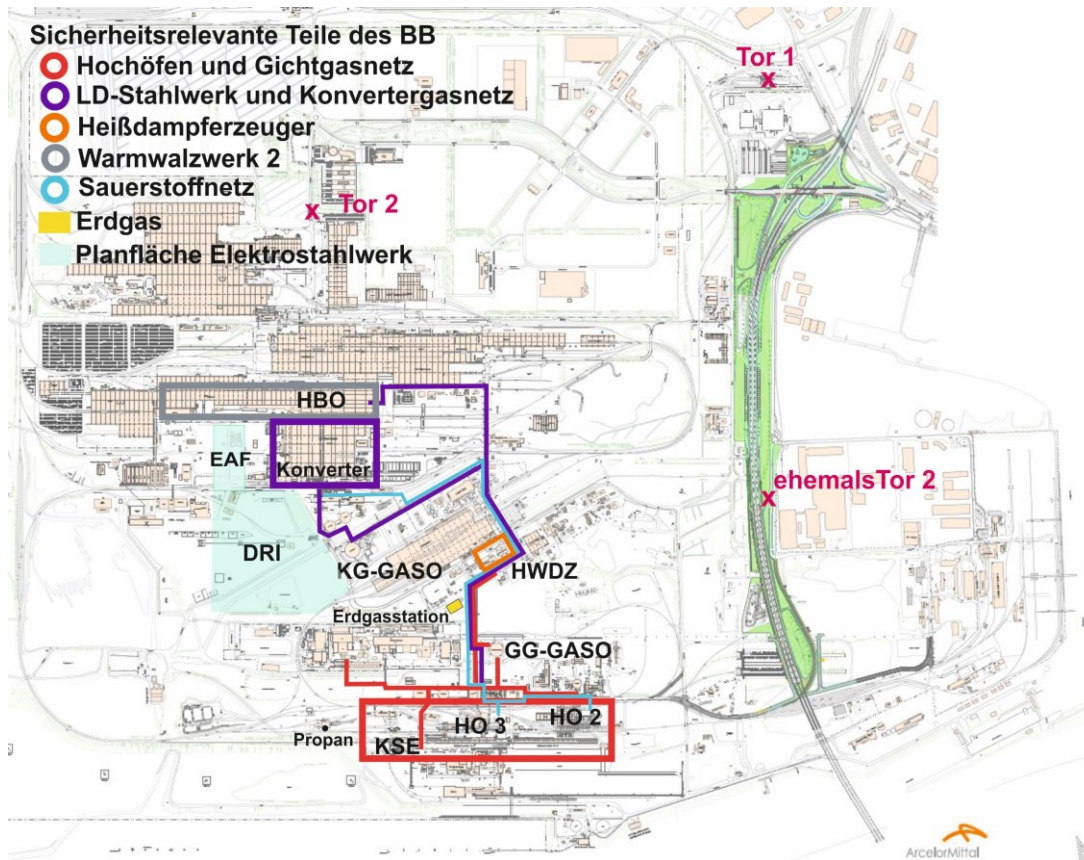 Sicherheitsrelevante Teile des BB
Hochöfen und Gichtgasnetz
LD-Stahlwerk und Konvertergasnetz
Heißdampferzeuger
Warmwalzwerk 2
Sauerstoffnetz
Erdgas
Planfläche Elektrostahlwerk
Tor 1
x
x Tor 2
HBO
EAF
Konverter
x ehemalsTor 2
DRI
KG-GASO
HWDZ
Erdgasstation
GG-GASO
HO 3
HO 2
Propan
KSE
ArcelorMittal